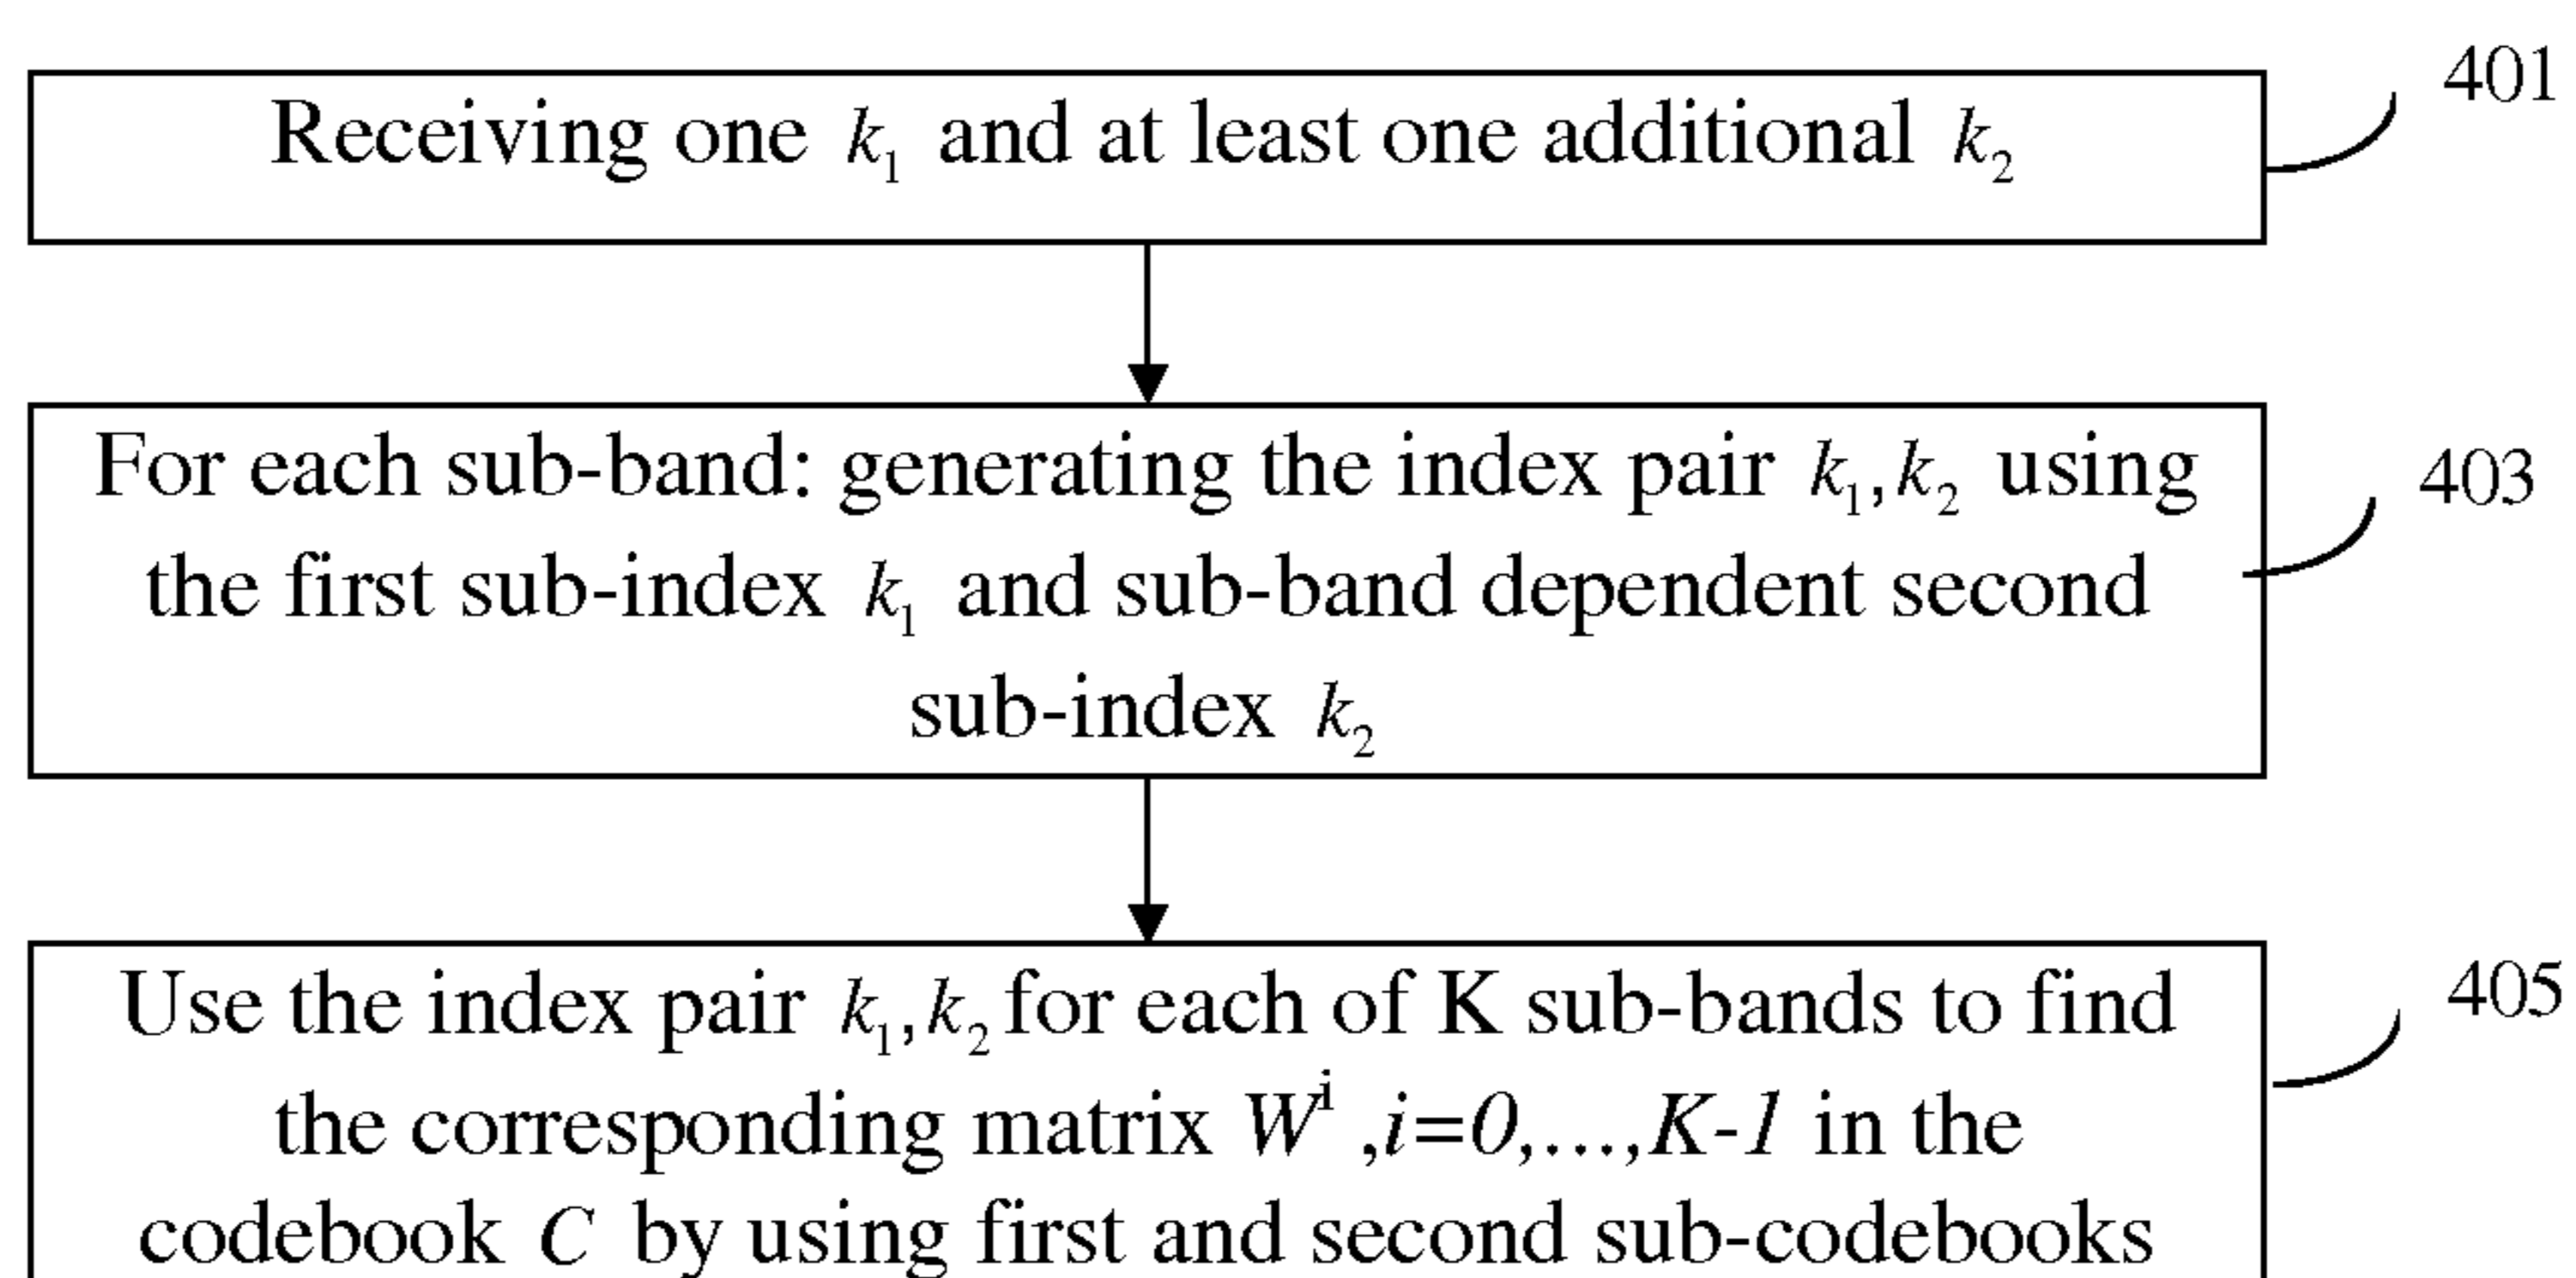 401
Receiving one k₁ and at least one additional k₂
For each sub-band: generating the index pair k₁,k₂ using
403
the first sub-index k₁ and sub-band dependent second
sub-index k₂
405
Use the index pair k₁,k₂ for each of K sub-bands to find
the corresponding matrix Wⁱ ,i=0,...,K-1 in the
codebook C by using first and second sub-codebooks